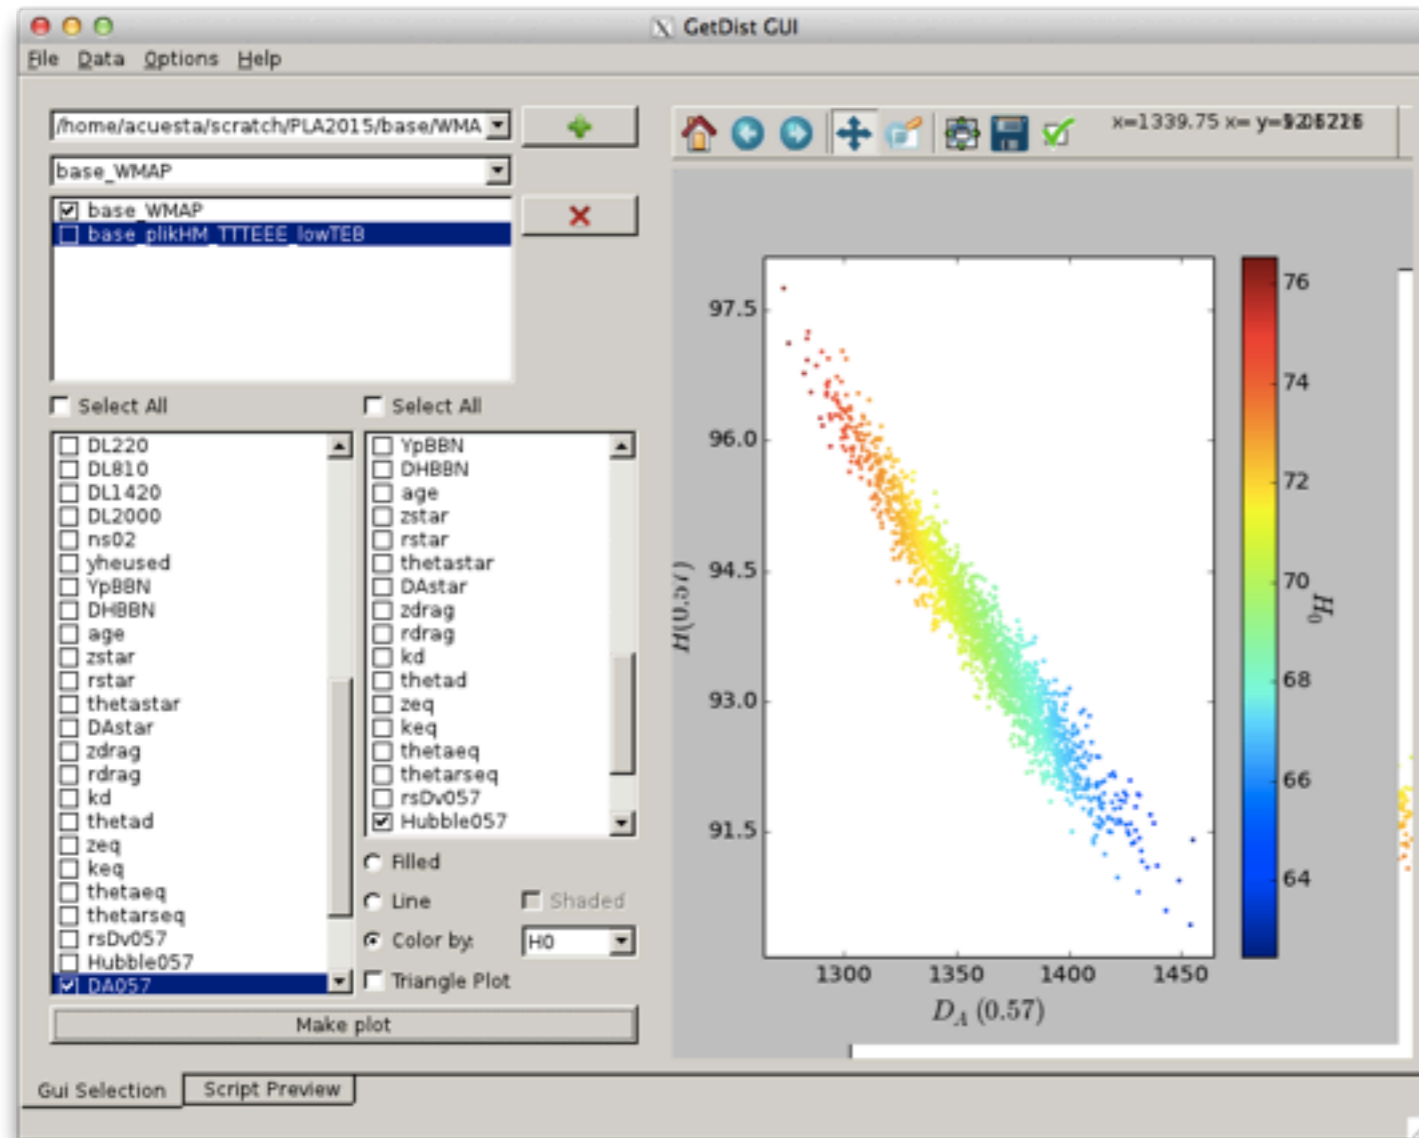 GetDist GUI
File Data Options Help
/home/acuesta/scratch/PLA2015/base/WMA
base_WMAP
base_WMAP
base_plikHM_TTTEEE_lowTEB
Select All
DL220
DL810
DL1420
DL2000
ns02
yheused
YpBBN
DHBBN
age
zstar
rstar
thetastar
DAstar
zdrag
rdrag
kd
thetad
zeq
keq
thetaeq
thetarseq
rsDv057
Hubble057
DA057
Select All
YpBBN
DHBBN
age
zstar
rstar
thetastar
DAstar
zdrag
rdrag
kd
thetad
zeq
keq
thetaeq
thetarseq
rsDv057
Hubble057
Filled
Line Shaded
Color by: H0
Triangle Plot
Make plot
Gui Selection Script Preview
x=1339.75 x= y=
97.5
96.0
94.5
93.0
91.5
H(0.57)
1300 1350 1400 1450
D_A (0.57)
76
74
72
70
68
66
64
H_0